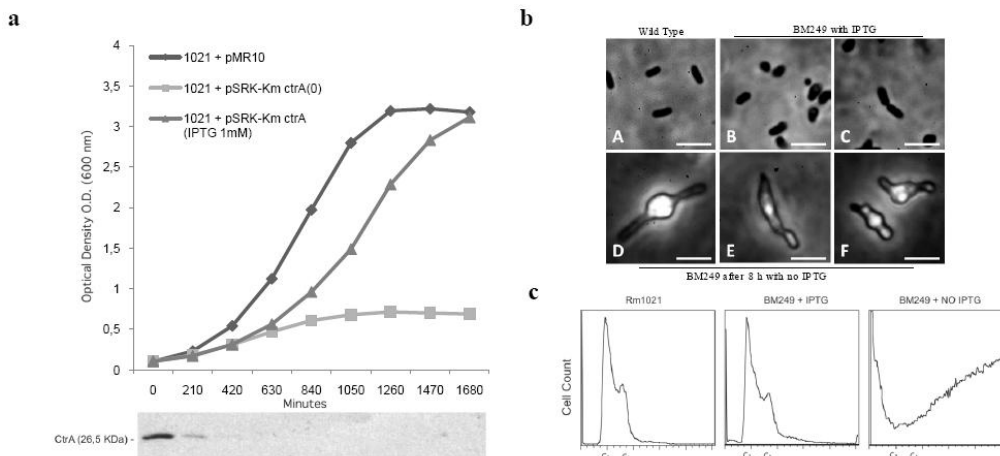 a
4
3,5
3
2,5
2
1,5
1
0,5
0
Optical Density O.D. (600 nm)
1021 + pMR10
1021 + pSRK-Km ctrA(0)
1021 + pSRK-Km ctrA
(IPTG 1mM)
0 210 420 630 840 1050 1260 1470 1680
Minutes
CtrA (26,5 KDa) -
b
Wild Type
BM249 with IPTG
A B C
D E F
BM249 after 8 h with no IPTG
c
Rm1021 BM249 + IPTG BM249 + NO IPTG
Cell Count